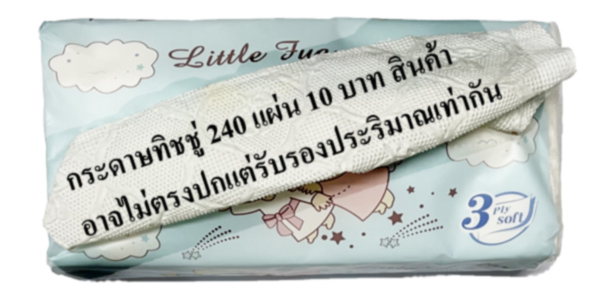 Little
กระดาษทิชชู่ 240 แผ่น 10 บาท สินค้า
อาจไม่ตรงปกแต่รับรองประริมาณเท่ากัน
3 Ply
soft